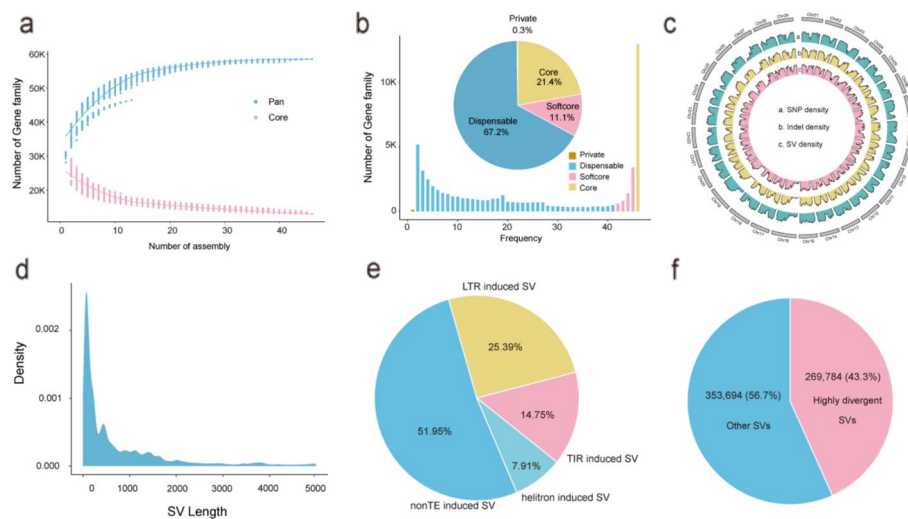 a
Number of Gene family
60K
50K
40K
30K
20K
Pan
Core
0
10
20
30
40
Number of assembly
b
Number of Gene family
10K
5K
0
Private
0.3%
Core
21.4%
Softcore
11.1%
Dispensable
67.2%
Private
Dispensable
Softcore
Core
0
10
20
30
40
Frequency
c
a
b
c
a. SNP density
b. Indel density
c. SV density
Chr01
Chr02
d
Density
0.002
0.001
0.000
0
1000
2000
3000
4000
5000
SV Length
e
LTR induced SV
25.39%
14.75%
51.95%
7.91%
TIR induced SV
helitron induced SV
nonTE induced SV
f
353,694 (56.7%)
Other SVs
269,784 (43.3%)
Highly divergent
SVs